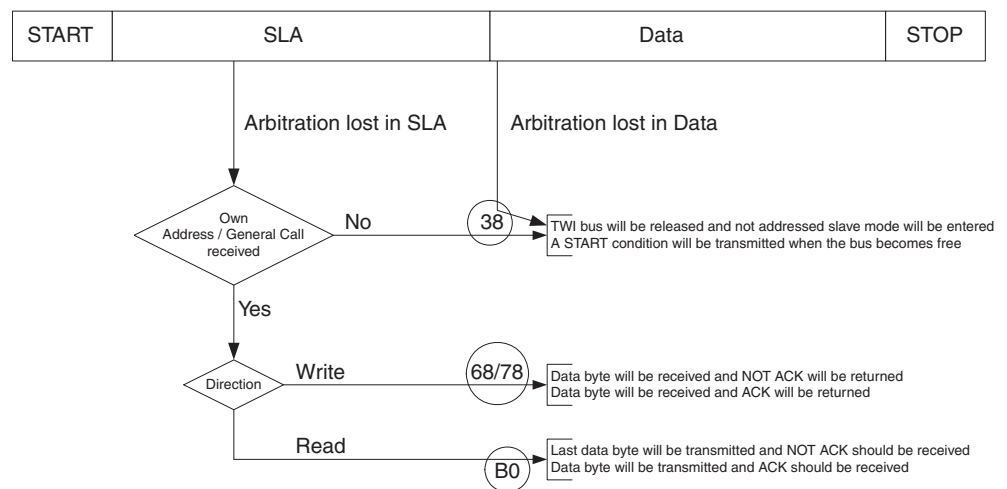 START SLA Data STOP
Arbitration lost in SLA Arbitration lost in Data
Own
Address / General Call
received
No
38
TWI bus will be released and not addressed slave mode will be entered
A START condition will be transmitted when the bus becomes free
Yes
Direction
Write
68/78
Data byte will be received and NOT ACK will be returned
Data byte will be received and ACK will be returned
Read
B0
Last data byte will be transmitted and NOT ACK should be received
Data byte will be transmitted and ACK should be received